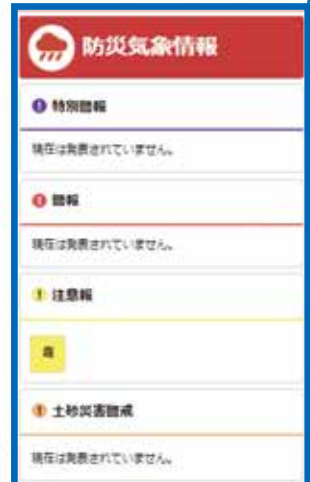 防災気象情報
特別警報
現在は発表されていません。
警報
現在は発表されていません。
注意報
土砂災害警戒
現在は発表されていません。